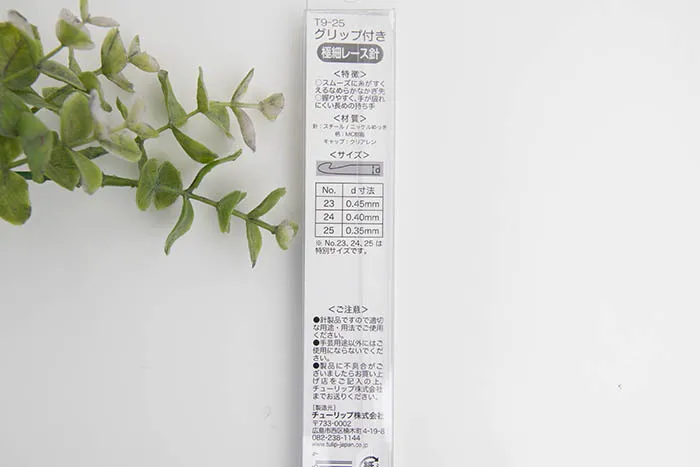 T9-25
グリップ付き
極細レース針
＜特徴＞
○スムーズに糸がすく
えるなめらかなかぎ先
○握りやすく、手が疲れ
にくい長めの持ち手
＜材質＞
針：スチール／ニッケルめっき
柄：MC樹脂
キャップ：クリアレン
＜サイズ＞
d
No. d寸法
23 0.45mm
24 0.40mm
25 0.35mm
※No.23、24、25は
特別サイズです。
＜ご注意＞
●針製品ですので適切
な用途・用法でご使用
ください。
●手芸用途以外にはご
使用にならないでくだ
さい。
●製品に不具合がご
ざいましたらお買い上
げ店をご記入の上、
チューリップ株式会社
までお送りください。
[製造元]
チューリップ株式会社
〒733-0002
広島市西区楠木町4-19-8
082-238-1144
www.tulip-japan.co.jp
紙